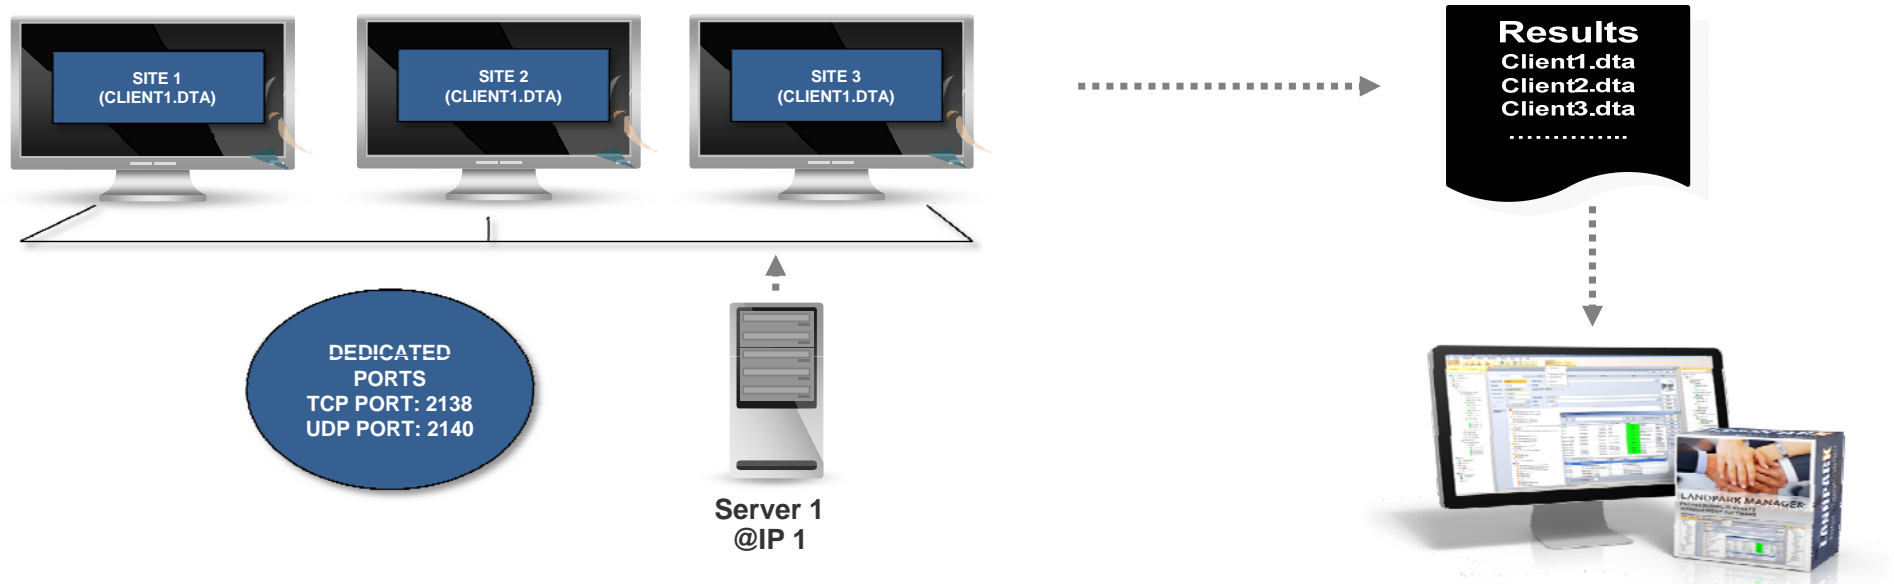 SITE 1
(CLIENT1.DTA)
SITE 2
(CLIENT1.DTA)
SITE 3
(CLIENT1.DTA)
Results
Client1.dta
Client2.dta
Client3.dta
..............
DEDICATED
PORTS
TCP PORT: 2138
UDP PORT: 2140
Server 1
@IP 1
LANDPARK MANAGER
LANDPARK